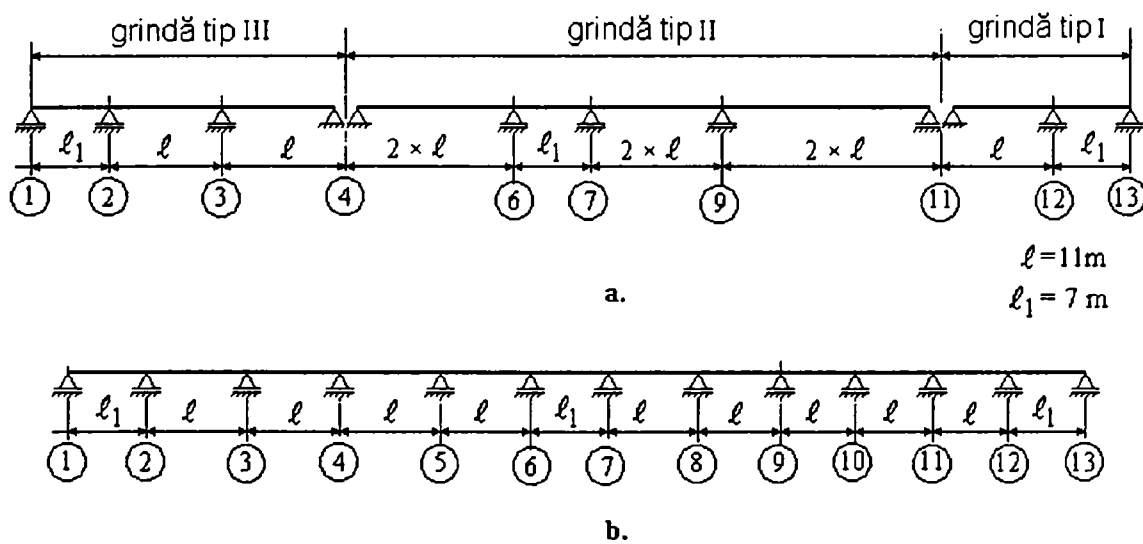 grindă tip III grindă tip II grindă tip I
ℓ1 ℓ ℓ 2 × ℓ ℓ1 2 × ℓ 2 × ℓ ℓ ℓ1
1 2 3 4 6 7 9 11 12 13
ℓ = 11m
a.
ℓ1 = 7 m
ℓ1 ℓ ℓ ℓ ℓ ℓ1 ℓ ℓ ℓ ℓ ℓ ℓ1
1 2 3 4 5 6 7 8 9 10 11 12 13
b.